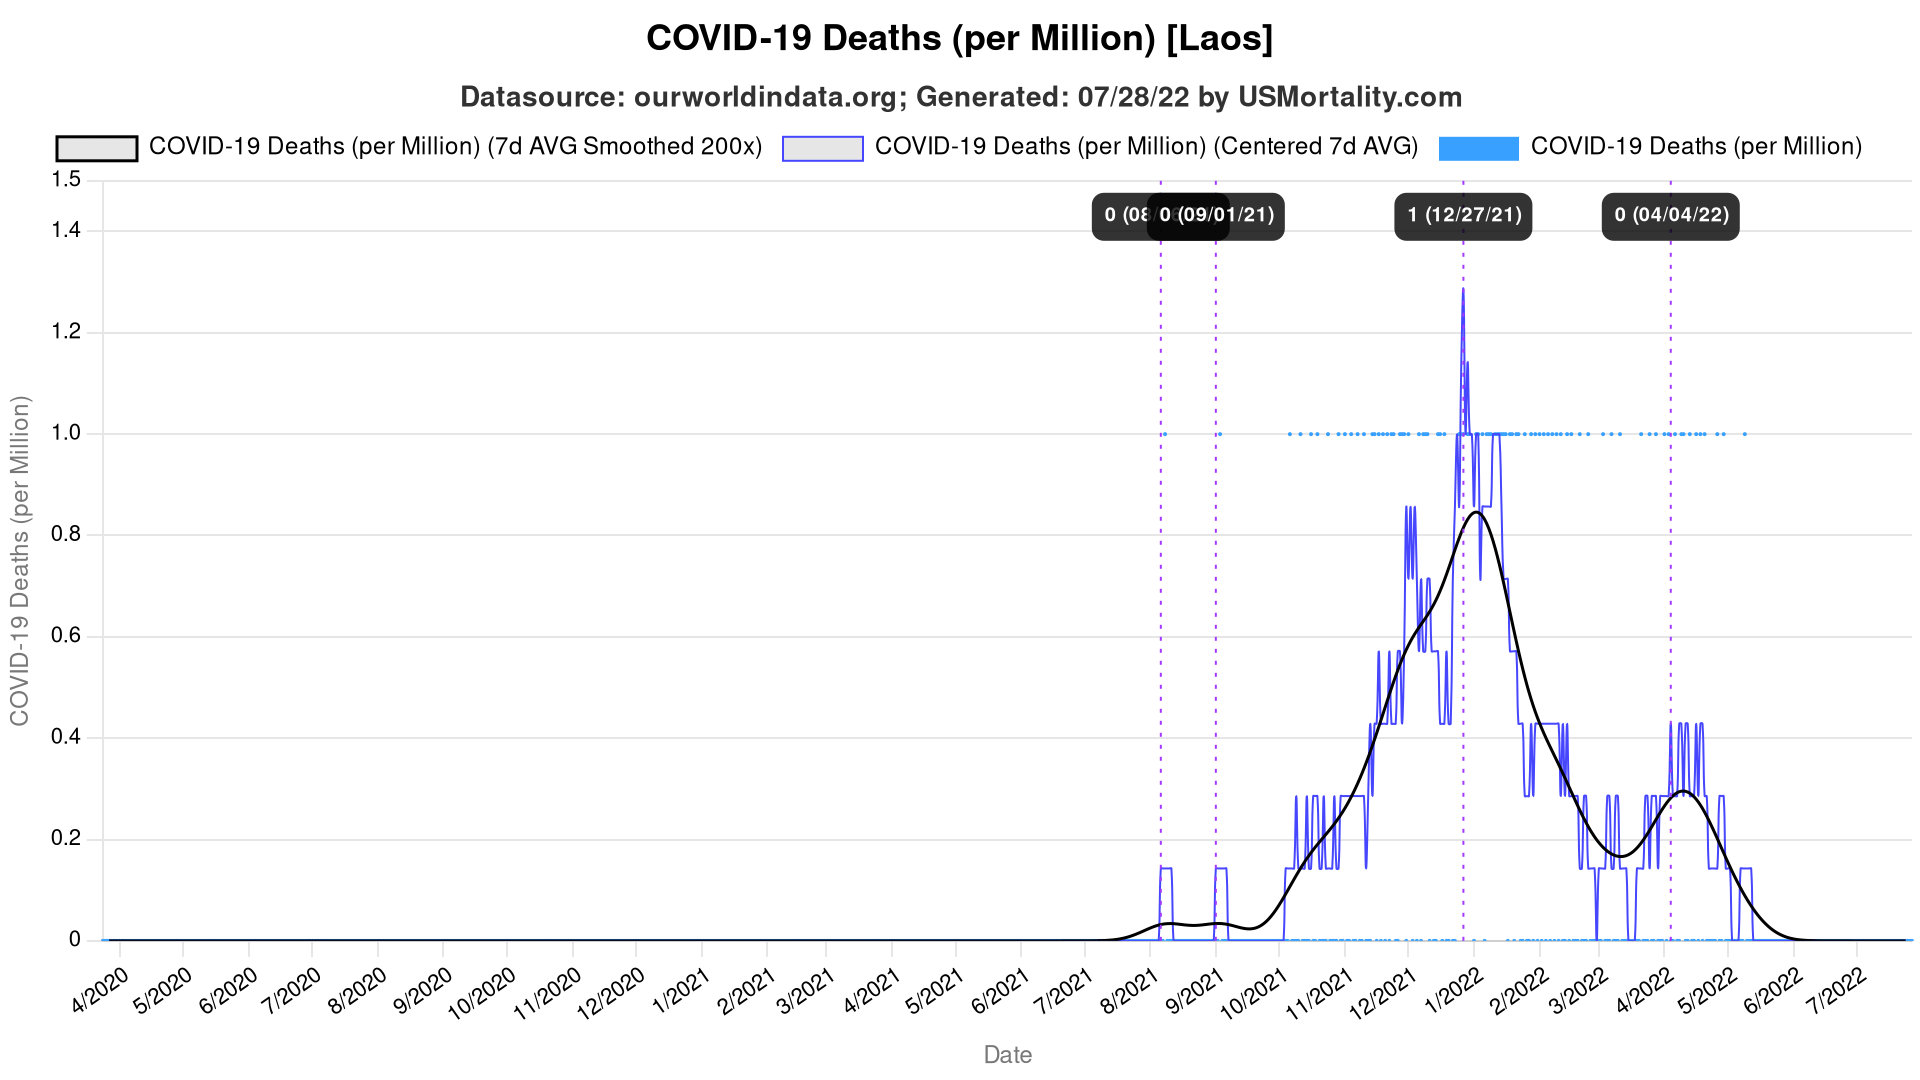 COVID-19 Deaths (per Million) [Laos]
Datasource: ourworldindata.org; Generated: 07/28/22 by USMortality.com
COVID-19 Deaths (per Million) (7d AVG Smoothed 200x) COVID-19 Deaths (per Million) (Centered 7d AVG) COVID-19 Deaths (per Million)
0 (08/ 0 (09/01/21) 1 (12/27/21) 0 (04/04/22)
1.5
1.4
1.2
1.0
0.8
0.6
0.4
0.2
0
COVID-19 Deaths (per Million)
4/2020 5/2020 6/2020 7/2020 8/2020 9/2020 10/2020 11/2020 12/2020 1/2021 2/2021 3/2021 4/2021 5/2021 6/2021 7/2021 8/2021 9/2021 10/2021 11/2021 12/2021 1/2022 2/2022 3/2022 4/2022 5/2022 6/2022 7/2022
Date